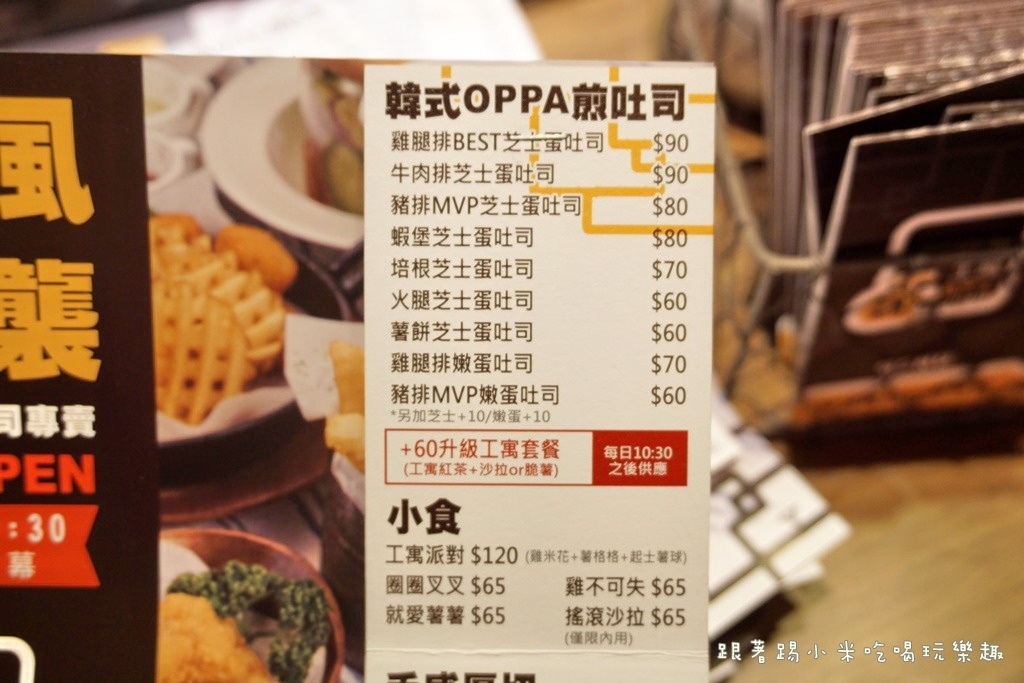 風
襲
司專賣
PEN
:30
幕
韓式OPPA煎吐司
雞腿排BEST芝士蛋吐司 $90
牛肉排芝士蛋吐司 $90
豬排MVP芝士蛋吐司 $80
蝦堡芝士蛋吐司 $80
培根芝士蛋吐司 $70
火腿芝士蛋吐司 $60
薯餅芝士蛋吐司 $60
雞腿排嫩蛋吐司 $70
豬排MVP嫩蛋吐司 $60
*另加芝士+10/嫩蛋+10
+60升級工寓套餐
(工寓紅茶+沙拉or脆薯)
每日10:30
之後供應
小食
工寓派對 $120 (雞米花+薯格格+起士薯球)
圈圈叉叉 $65 雞不可失 $65
就愛薯薯 $65 搖滾沙拉 $65
(僅限內用)
跟著踢小米吃喝玩樂趣